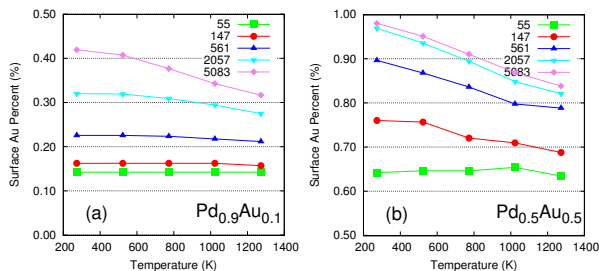 55
147
561
2057
5083
0.40
0.30
0.20
0.10
0.00
Surface Au Percent (%)
(a)
Pd0.9Au0.1
200 400 600 800 1000 1200 1400
Temperature (K)
55
147
561
2057
5083
1.00
0.90
0.80
0.70
0.60
0.50
Surface Au Percent (%)
(b)
Pd0.5Au0.5
200 400 600 800 1000 1200 1400
Temperature (K)